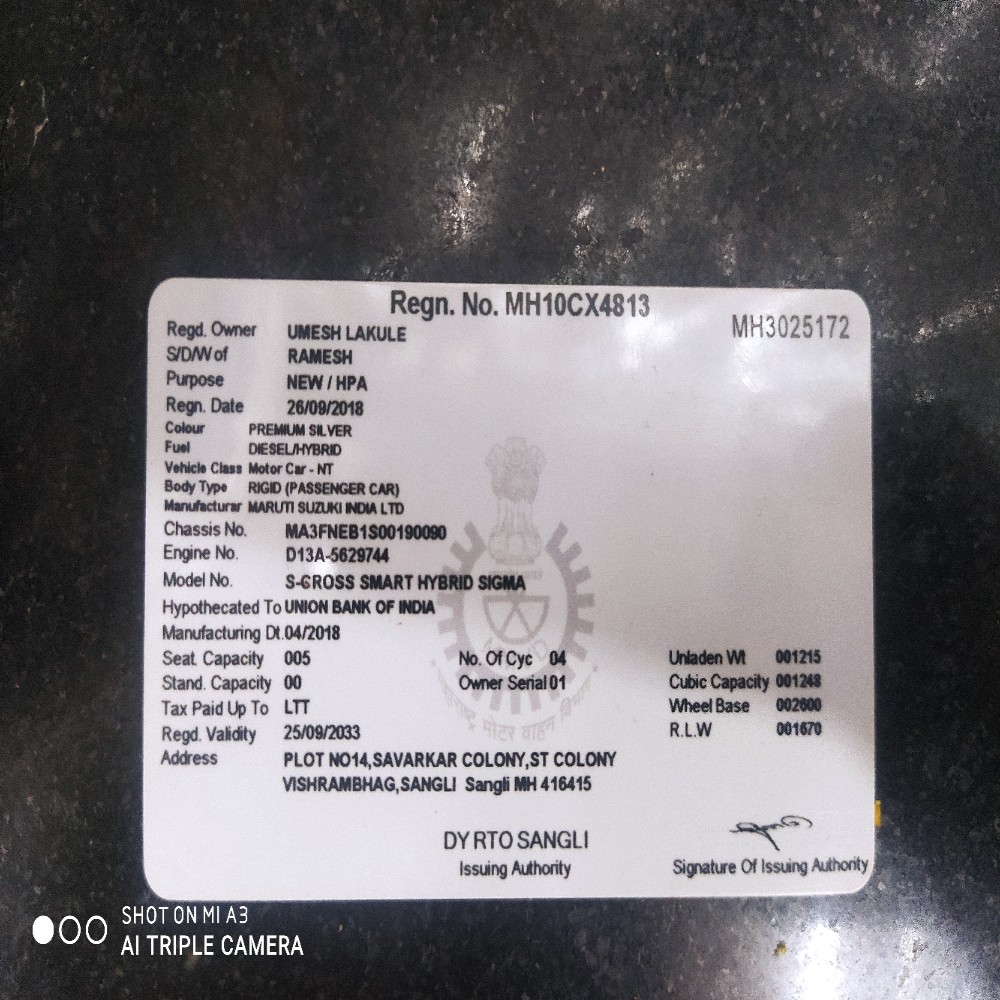 Regn. No. MH10CX4813
MH3025172
Regd. Owner UMESH LAKULE
S/D/W of RAMESH
Purpose NEW / HPA
Regn. Date 26/09/2018
Colour PREMIUM SILVER
Fuel DIESEL/HYBRID
Vehicle Class Motor Car - NT
Body Type RIGID (PASSENGER CAR)
Manufacturar MARUTI SUZUKI INDIA LTD
Chassis No. MA3FNEB1S00190090
Engine No. D13A-5629744
Model No. S-CROSS SMART HYBRID SIGMA
Hypothecated To UNION BANK OF INDIA
Manufacturing Dt. 04/2018
Seat. Capacity 005 No. Of Cyc 04 Unladen Wt 001215
Stand. Capacity 00 Owner Serial 01 Cubic Capacity 001248
Tax Paid Up To LTT Wheel Base 002600
Regd. Validity 25/09/2033 R.L.W 001670
मोटर वाहन
Address PLOT NO14,SAVARKAR COLONY,ST COLONY
VISHRAMBHAG,SANGLI Sangli MH 416415
DY RTO SANGLI
Issuing Authority
Signature Of Issuing Authority
SHOT ON MI A3
AI TRIPLE CAMERA